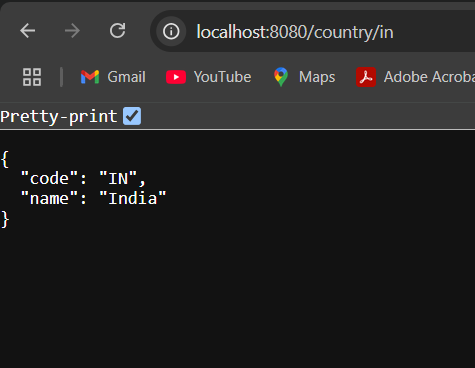 localhost:8080/country/in
Gmail YouTube Maps Adobe Acroba
Pretty-print
{
  "code": "IN",
  "name": "India"
}